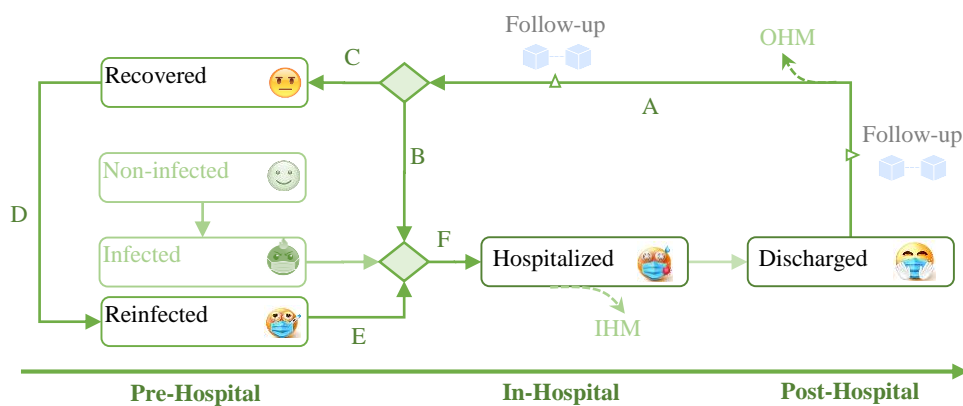 Follow-up
OHM
C
Recovered
A
Follow-up
B
Non-infected
D
F
Infected
Hospitalized
Discharged
Reinfected
E
IHM
Pre-Hospital
In-Hospital
Post-Hospital